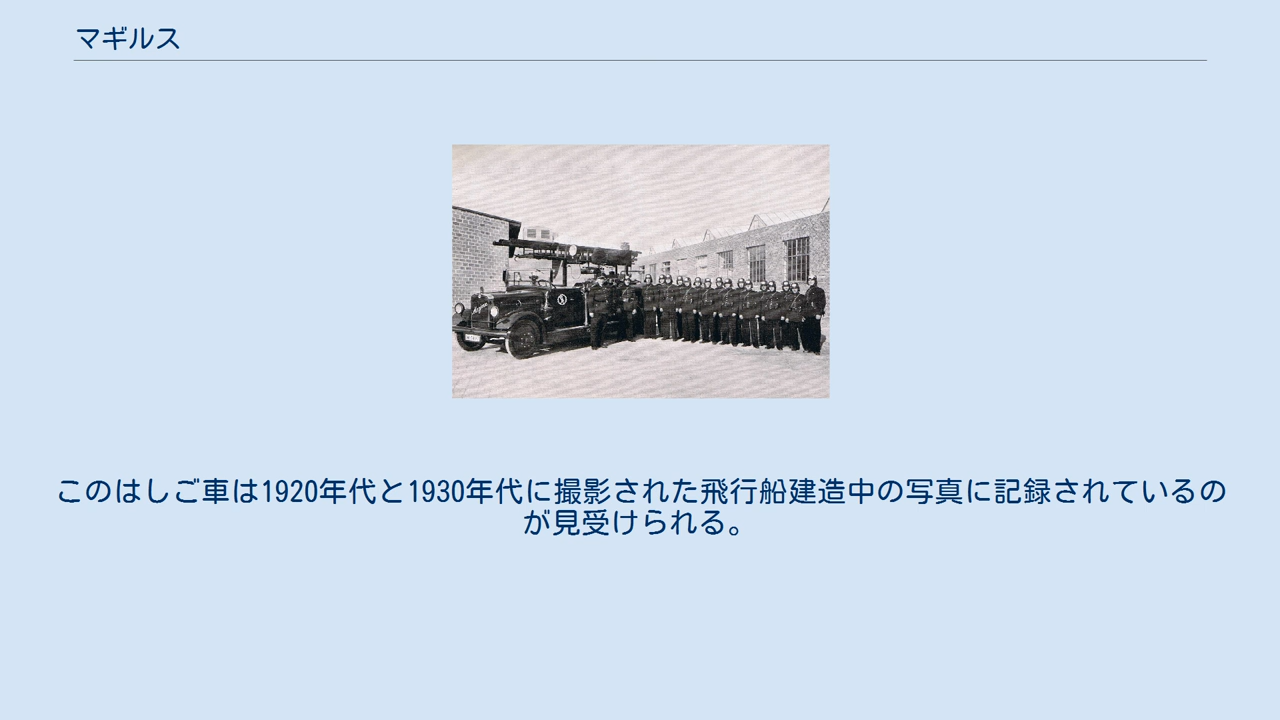 マギルス
このはしご車は1920年代と1930年代に撮影された飛行船建造中の写真に記録されているの
が見受けられる。